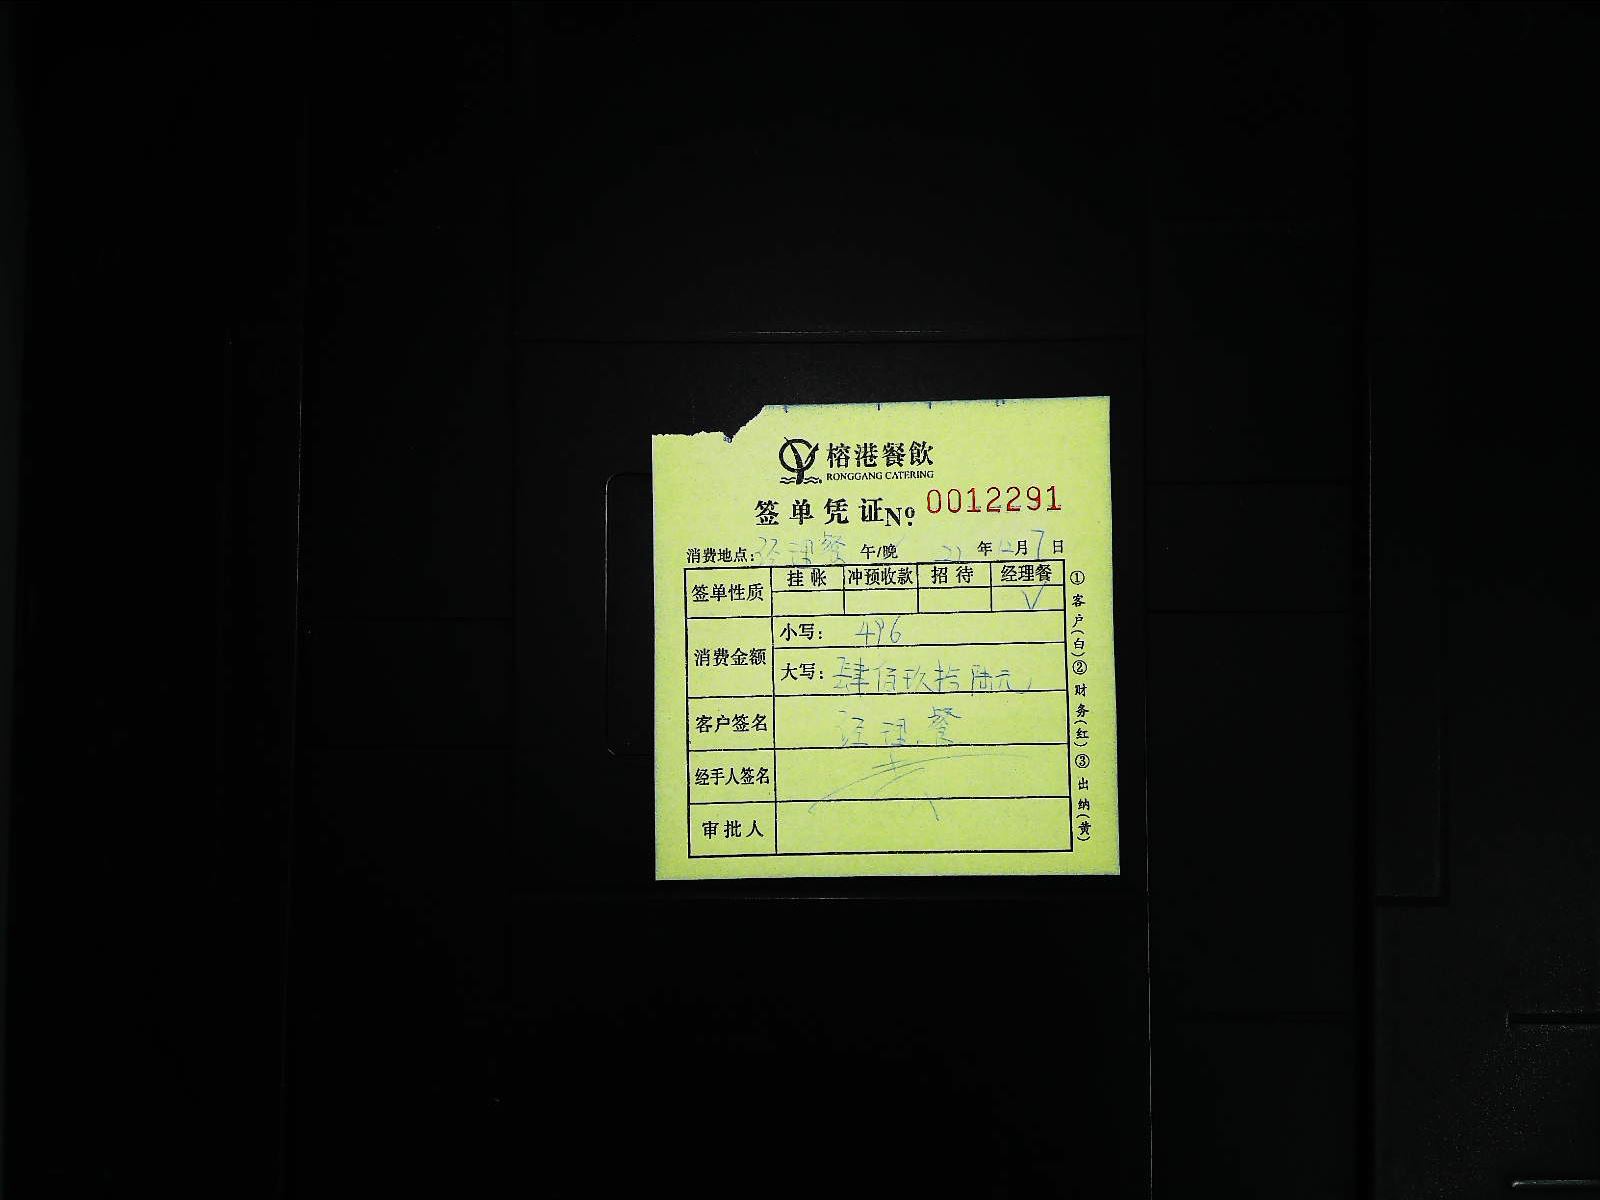 榕港餐飲
RONGGANG CATERING
签单凭证 No. 0012291
消费地点: 经理餐 午/晚 21 年 12 月 7 日
签单性质 挂帐 冲预收款 招待 经理餐
✓
消费金额 小写: 496
大写: 肆佰玖拾陆元
客户签名 经理餐
经手人签名
审批人
①客户(白)②财务(红)③出纳(黄)